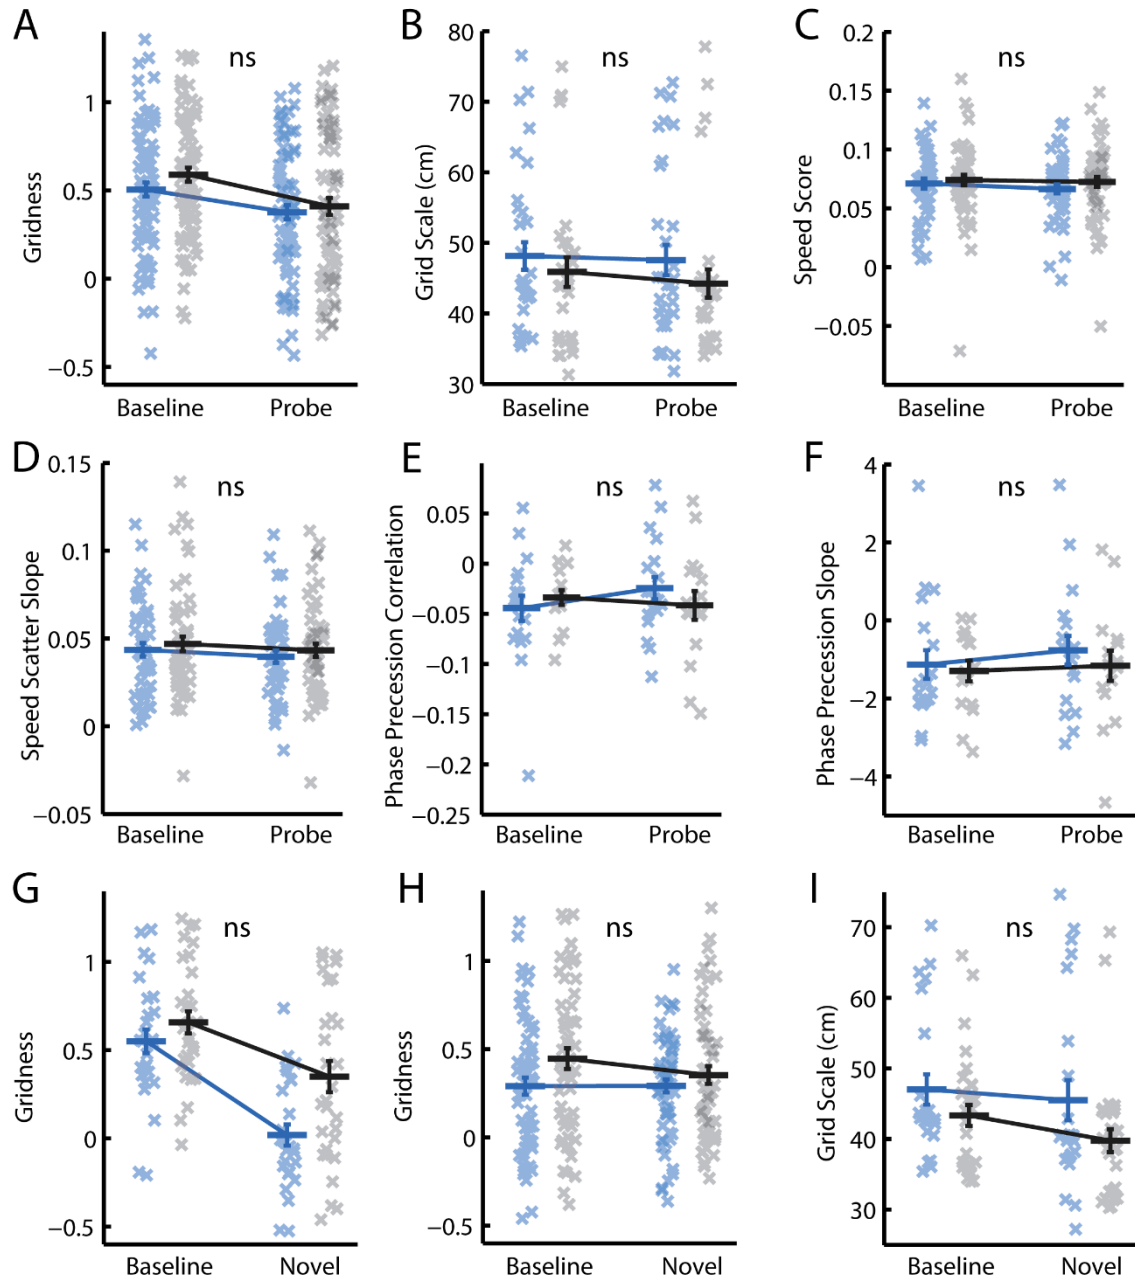 A
ns
Gridness
1
0.5
0
−0.5
Baseline Probe
B
ns
Grid Scale (cm)
80
70
60
50
40
30
Baseline Probe
C
ns
Speed Score
0.2
0.15
0.1
0.05
0
−0.05
Baseline Probe
D
ns
Speed Scatter Slope
0.15
0.1
0.05
0
−0.05
Baseline Probe
E
ns
Phase Precession Correlation
0.05
0
−0.05
−0.1
−0.15
−0.2
−0.25
Baseline Probe
F
ns
Phase Precession Slope
4
2
0
−2
−4
Baseline Probe
G
ns
Gridness
1
0.5
0
−0.5
Baseline Novel
H
ns
Gridness
1
0.5
0
−0.5
Baseline Novel
I
ns
Grid Scale (cm)
70
60
50
40
30
Baseline Novel